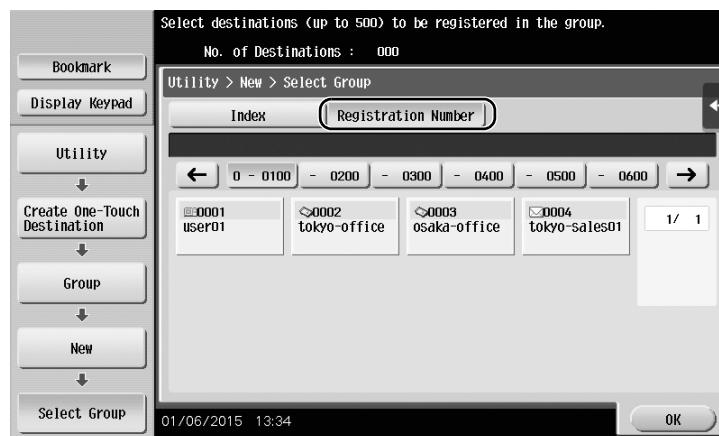 Select destinations (up to 500) to be registered in the group.
No. of Destinations : 000
Bookmark
Display Keypad
Utility
Create One-Touch
Destination
Group
New
Select Group
Utility > New > Select Group
Index
Registration Number
← 0 - 0100 - 0200 - 0300 - 0400 - 0500 - 0600 →
0001
user01
0002
tokyo-office
0003
osaka-office
0004
tokyo-sales01
1/ 1
01/06/2015 13:34
OK